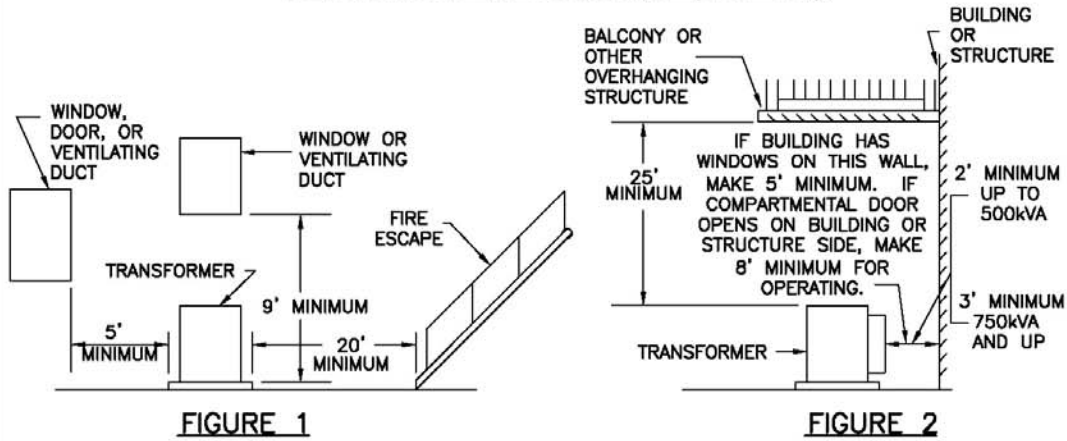 WINDOW,
DOOR, OR
VENTILATING
DUCT
WINDOW OR
VENTILATING
DUCT
FIRE
ESCAPE
TRANSFORMER
9' MINIMUM
5'
MINIMUM
20'
MINIMUM
FIGURE 1
BUILDING
OR
STRUCTURE
BALCONY OR
OTHER
OVERHANGING
STRUCTURE
IF BUILDING HAS
WINDOWS ON THIS WALL,
MAKE 5' MINIMUM. IF
COMPARTMENTAL DOOR
OPENS ON BUILDING OR
STRUCTURE SIDE, MAKE
8' MINIMUM FOR
OPERATING.
25'
MINIMUM
2' MINIMUM
UP TO
500kVA
3' MINIMUM
750kVA
AND UP
TRANSFORMER
FIGURE 2